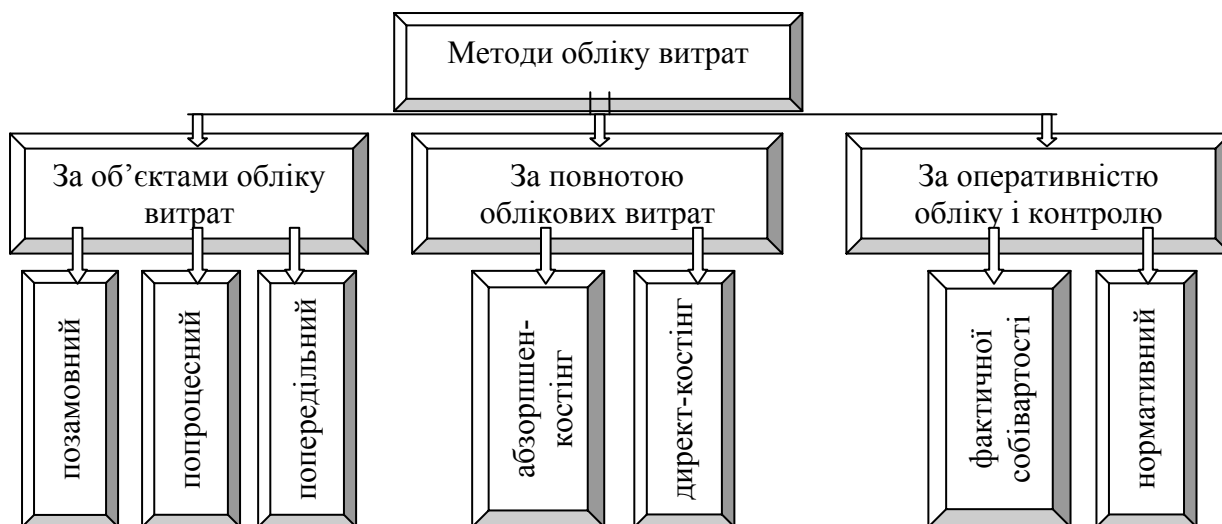 Методи обліку витрат
За об’єктами обліку
витрат
За повнотою
облікових витрат
За оперативністю
обліку і контролю
позамовний
попроцесний
попередільний
абзорпшен-
костінг
директ-костінг
фактичної
собівартості
нормативний